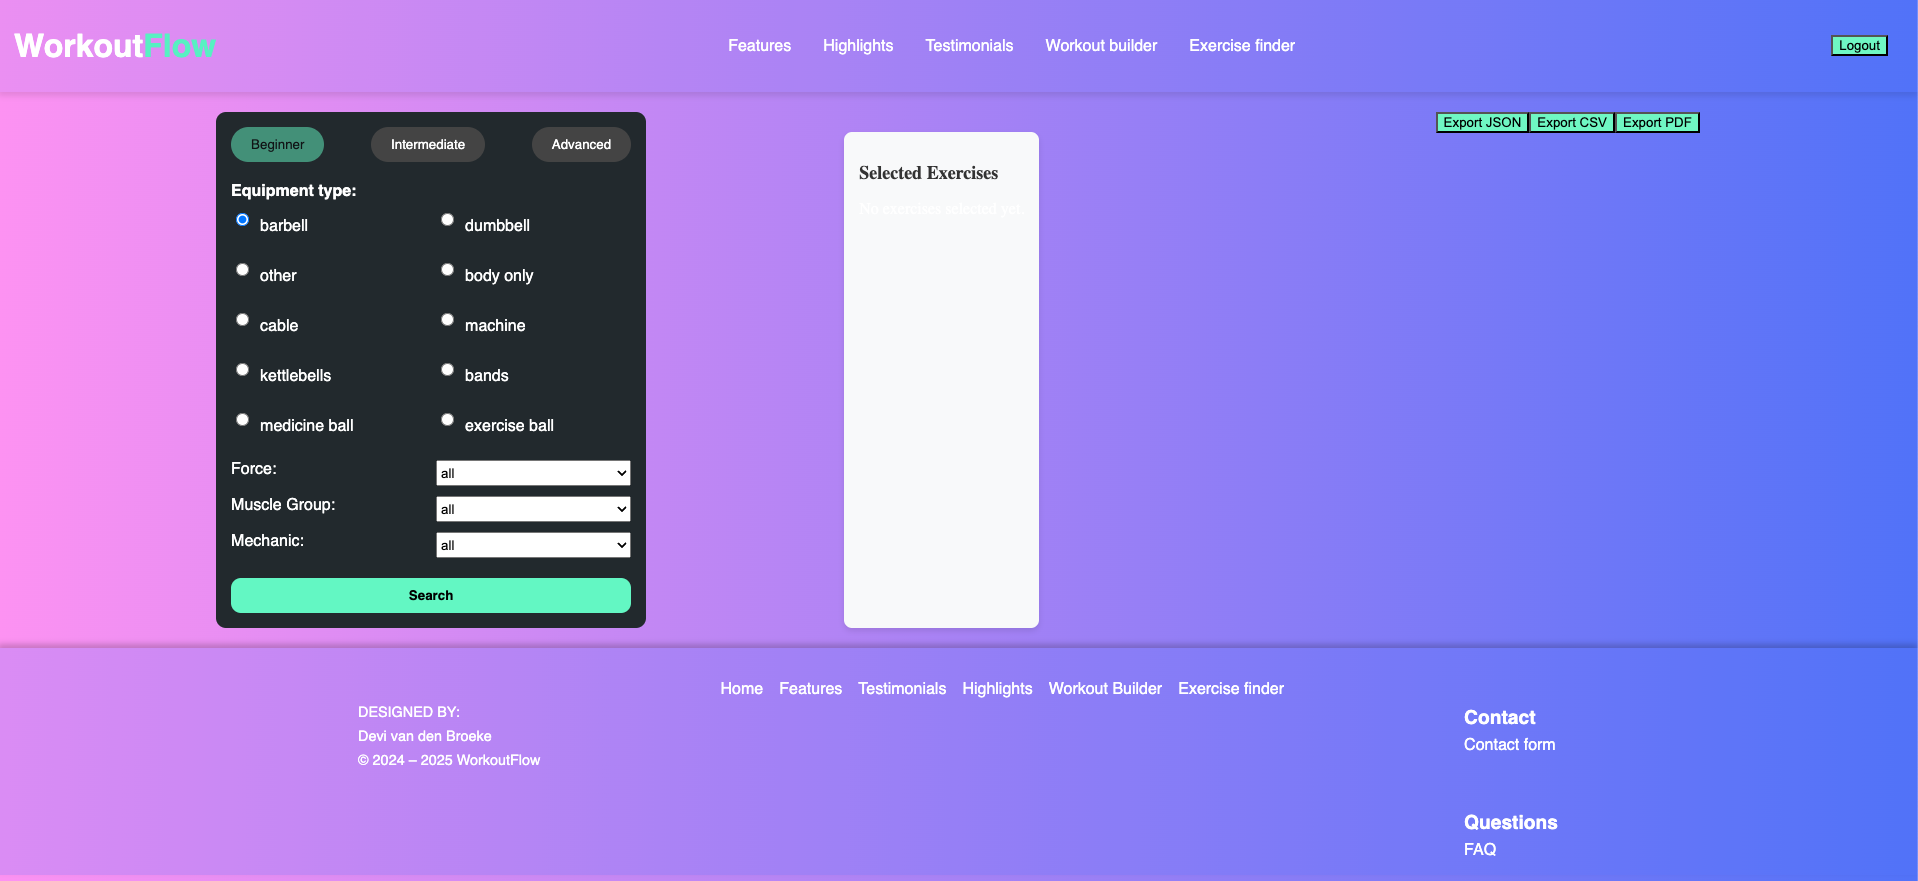 WorkoutFlow
Features Highlights Testimonials Workout builder Exercise finder
Logout
Beginner Intermediate Advanced
Equipment type:
barbell dumbbell
other body only
cable machine
kettlebells bands
medicine ball exercise ball
Force: all
Muscle Group: all
Mechanic: all
Search
Selected Exercises
No exercises selected yet.
Export JSON Export CSV Export PDF
Home Features Testimonials Highlights Workout Builder Exercise finder
DESIGNED BY:
Devi van den Broeke
© 2024 – 2025 WorkoutFlow
Contact
Contact form
Questions
FAQ